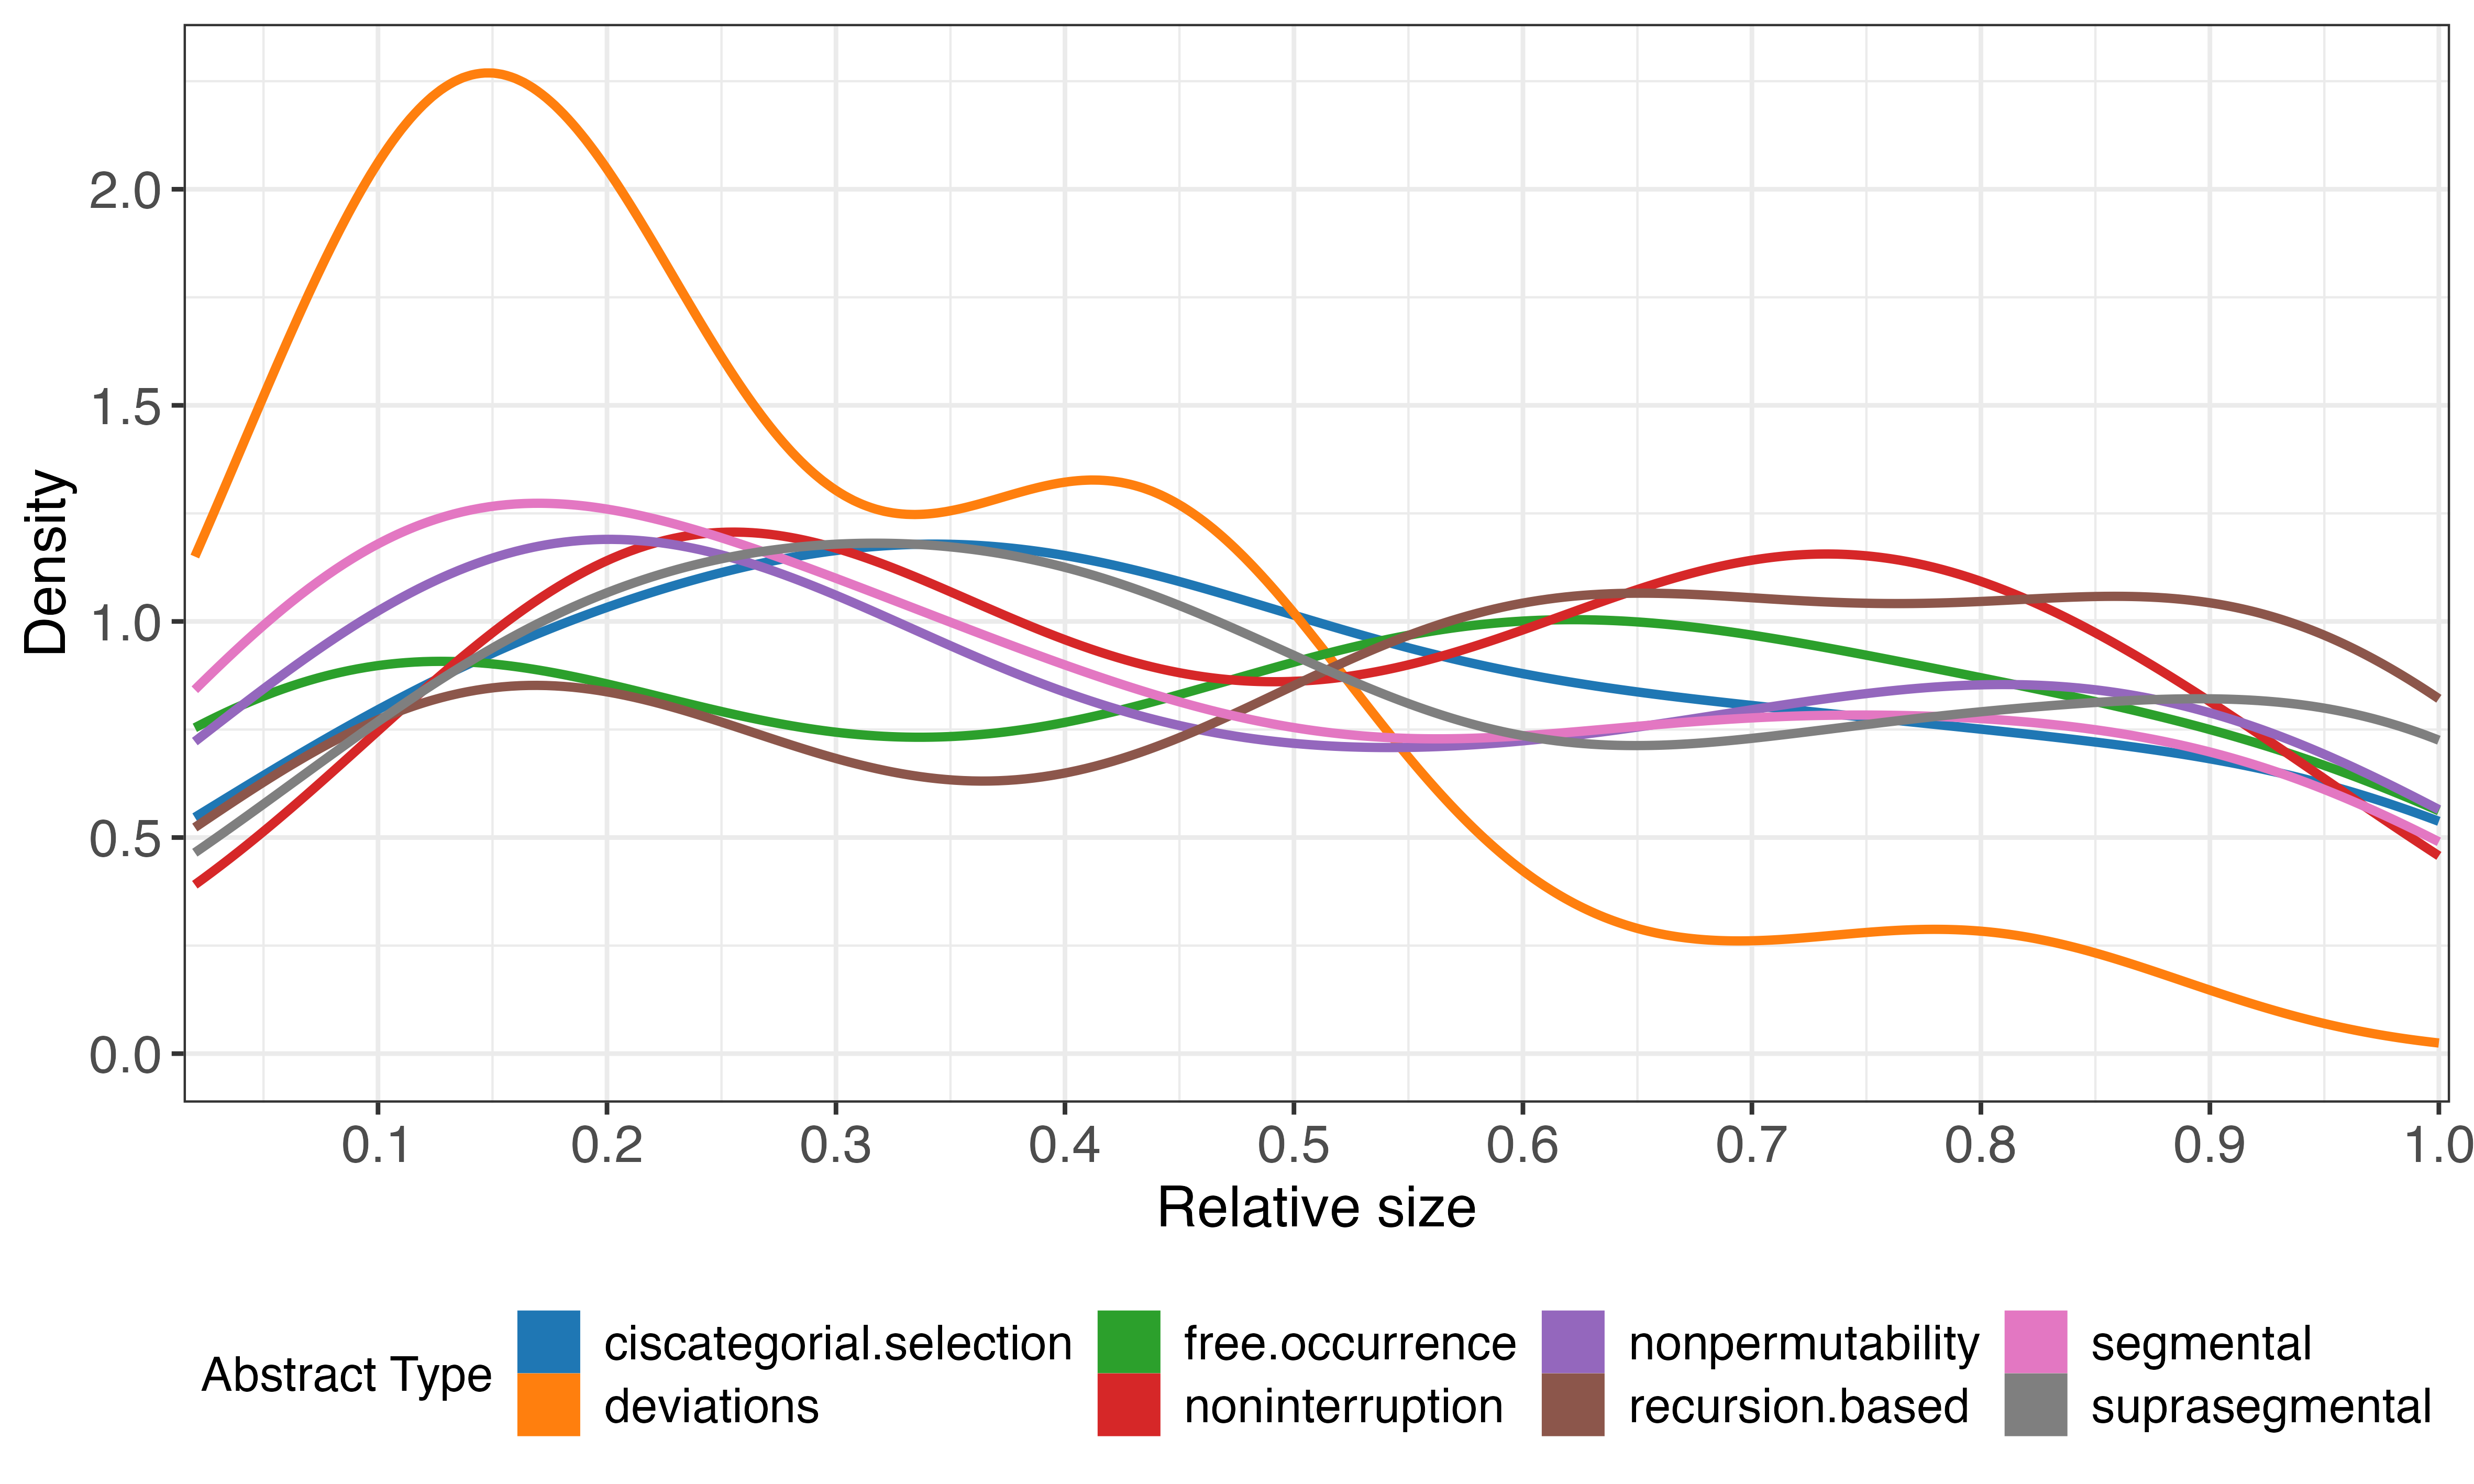 Density
2.0
1.5
1.0
0.5
0.0
0.1 0.2 0.3 0.4 0.5 0.6 0.7 0.8 0.9 1.0
Relative size
Abstract Type
ciscategorial.selection free.occurrence nonpermutability segmental
deviations noninterruption recursion.based suprasegmental